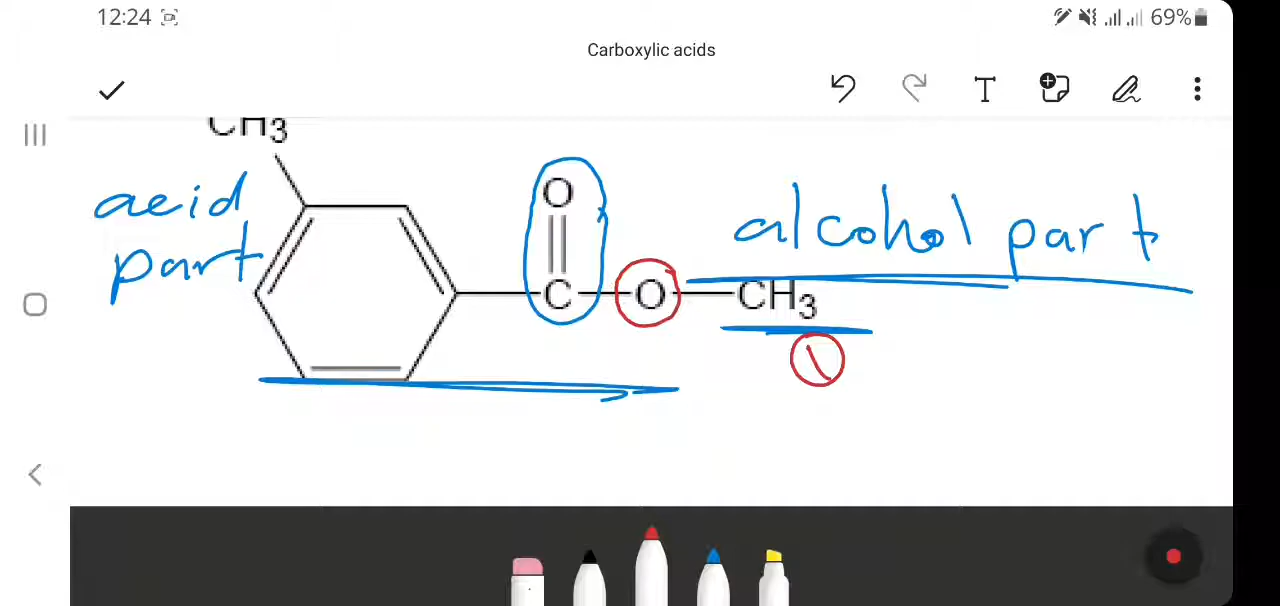 12:24 69%
Carboxylic acids
T
CH3
acid
part
O
alcohol part
C O CH3
1